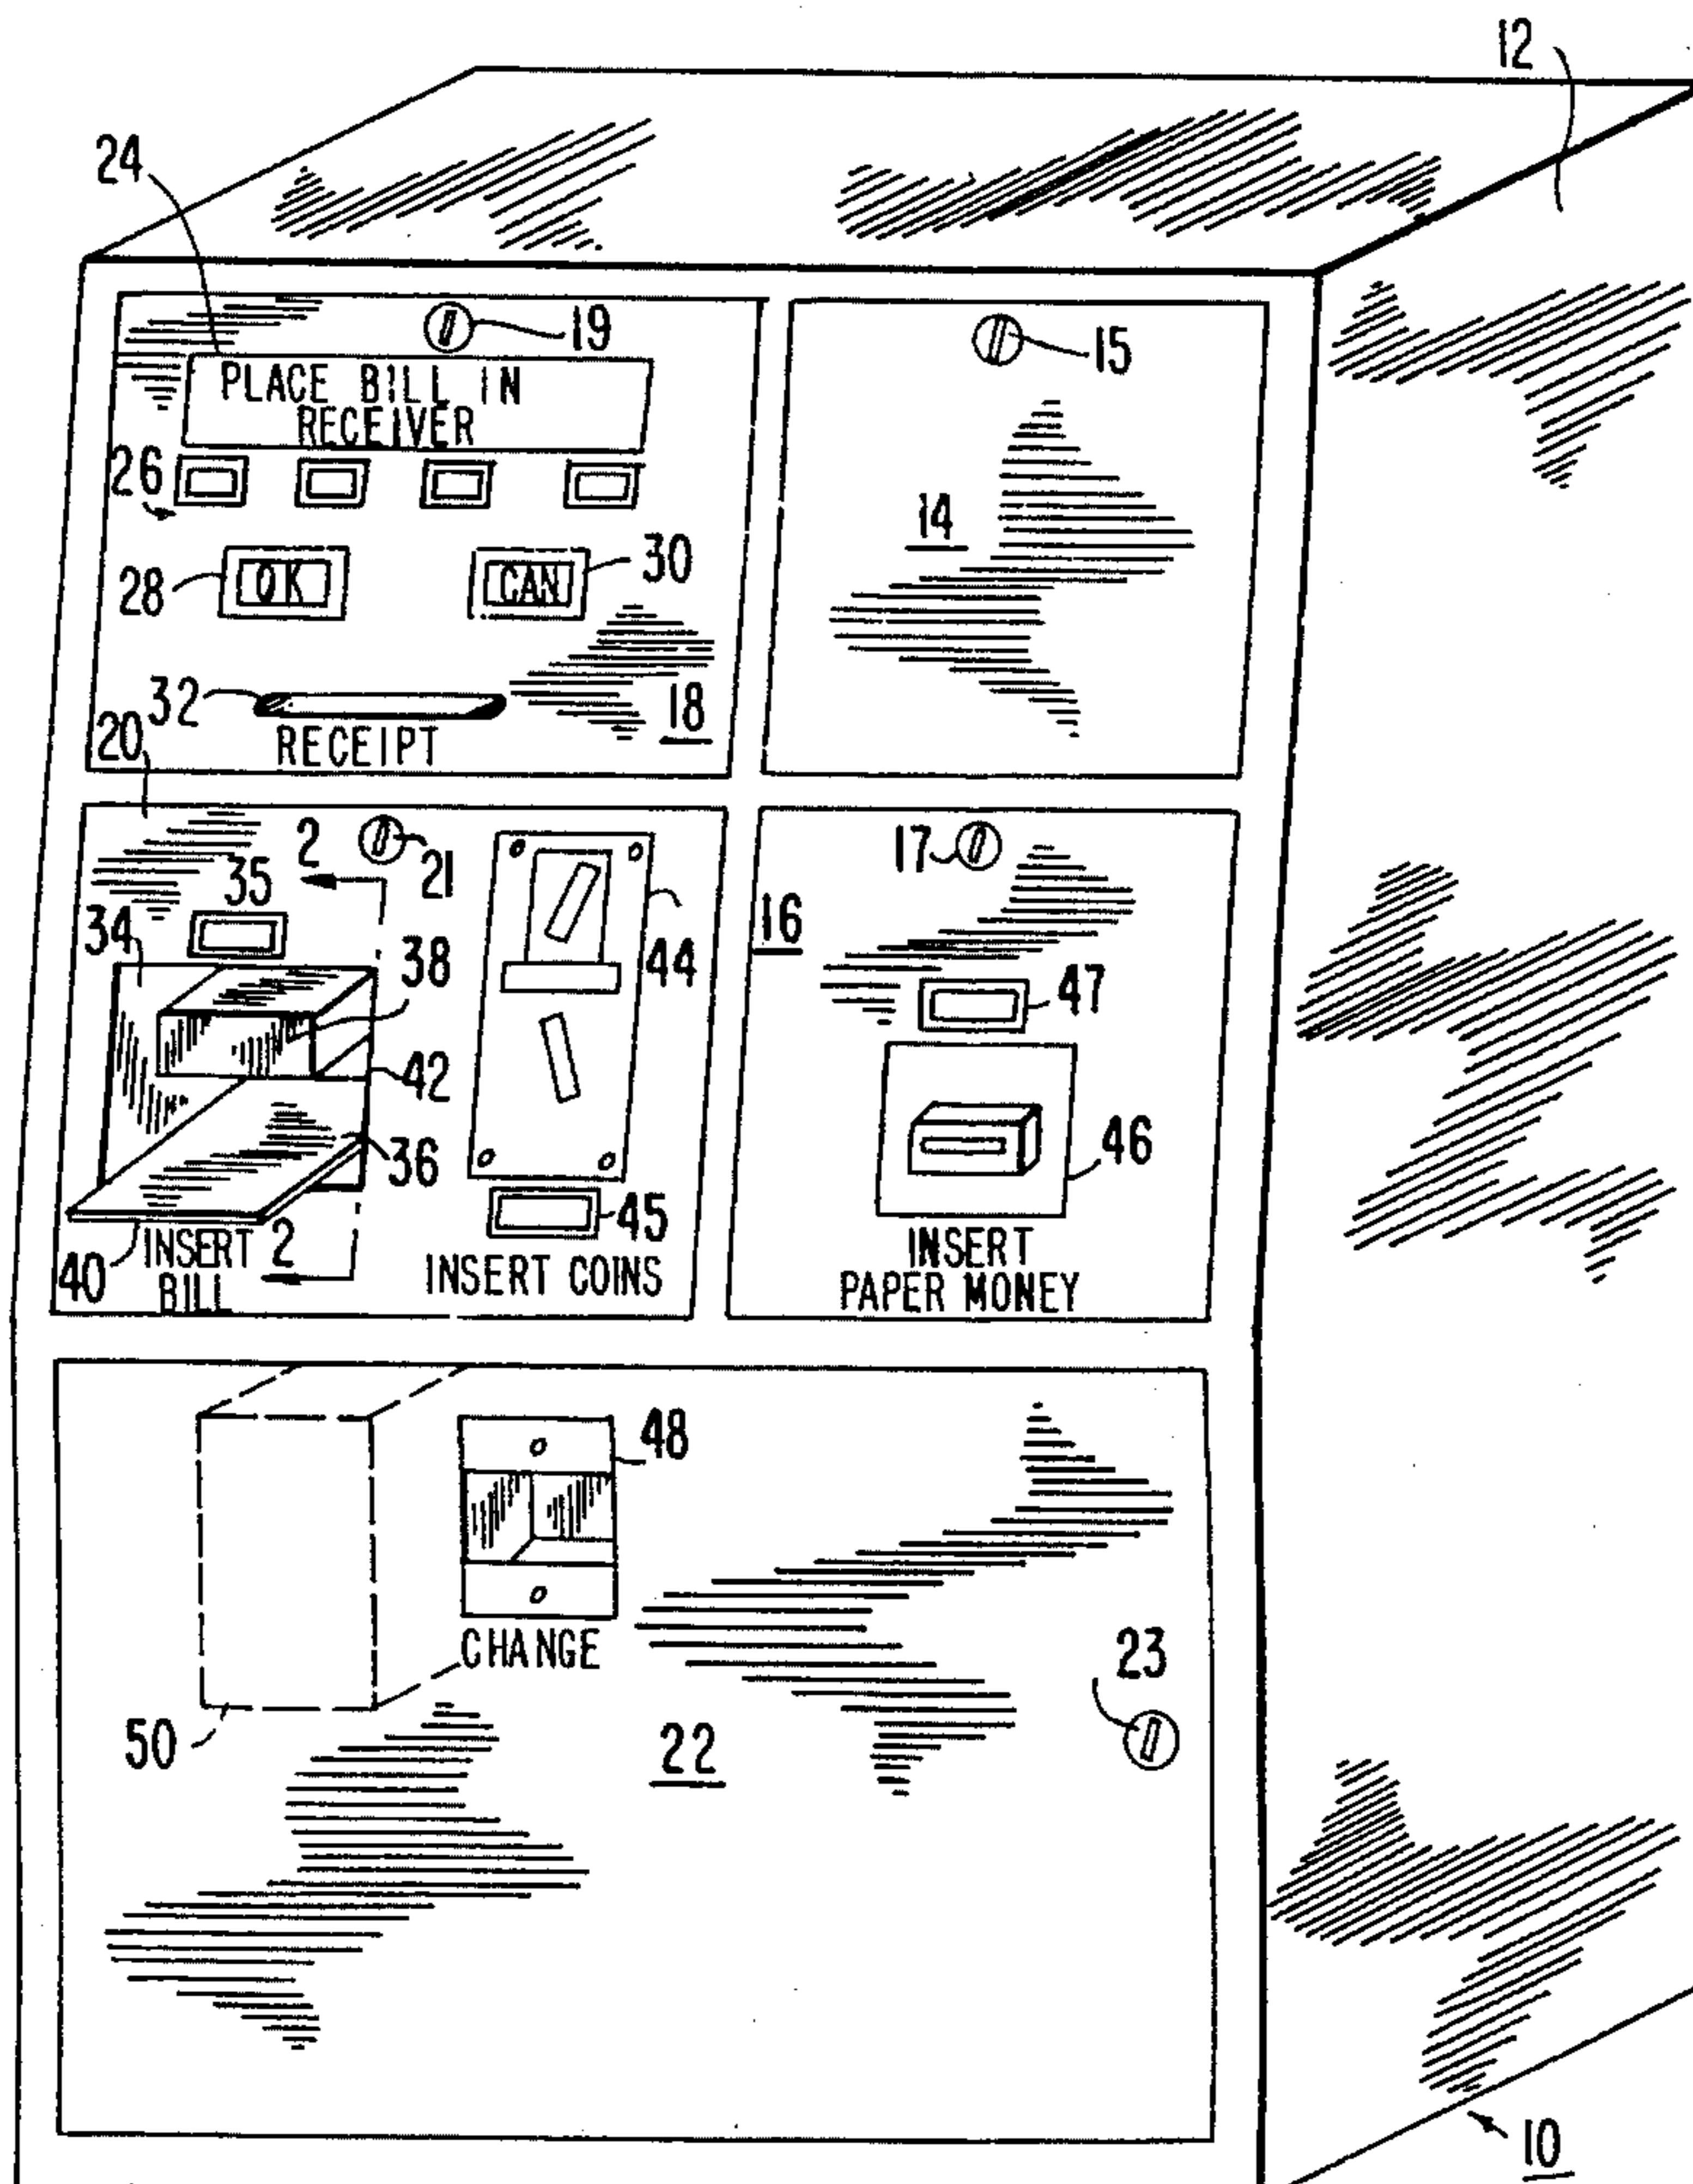 12
24
19
15
PLACE BILL IN
RECEIVER
26
14
28
OK
CAN
30
32
18
RECEIPT
20
2
21
17
35
16
34
38
44
47
42
36
46
45
40
INSERT
BILL
2
INSERT COINS
INSERT
PAPER MONEY
48
CHANGE
23
50
22
10